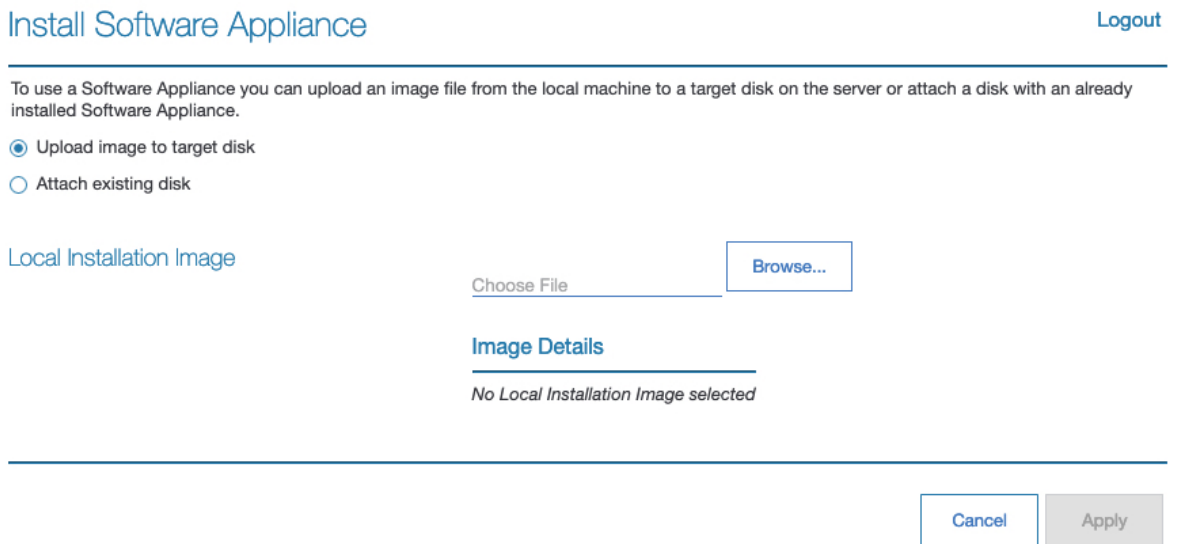 Install Software Appliance
Logout
To use a Software Appliance you can upload an image file from the local machine to a target disk on the server or attach a disk with an already
installed Software Appliance.
Upload image to target disk
Attach existing disk
Local Installation Image
Choose File
Browse...
Image Details
No Local Installation Image selected
Cancel
Apply